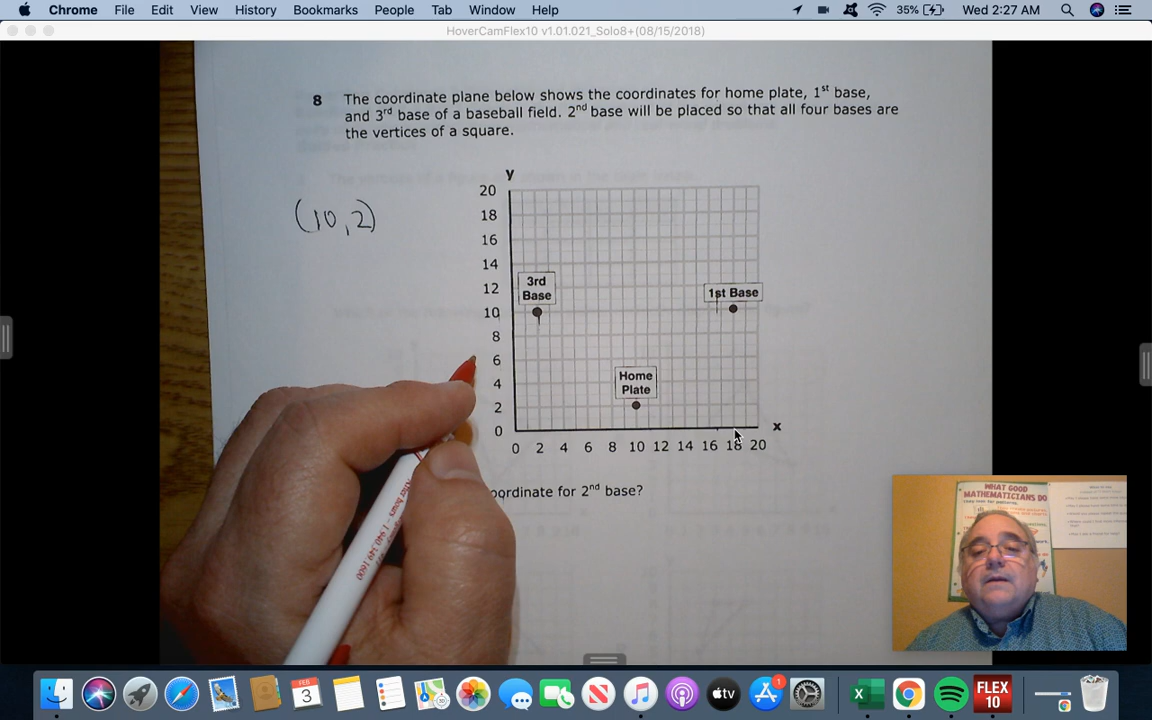 Chrome File Edit View History Bookmarks People Tab Window Help 35% Wed 2:27 AM
HoverCamFlex10 v1.01.021_Solo8+(08/15/2018)
8 The coordinate plane below shows the coordinates for home plate, 1st base,
and 3rd base of a baseball field. 2nd base will be placed so that all four bases are
the vertices of a square.
(10,2)
y
20
18
16
14
12
10
8
6
4
2
0
3rd
Base
1st Base
Home
Plate
x
0 2 4 6 8 10 12 14 16 18 20
oordinate for 2nd base?
WHAT GOOD
MATHEMATICIANS DO
FEB
3
tv
1
FLEX
10